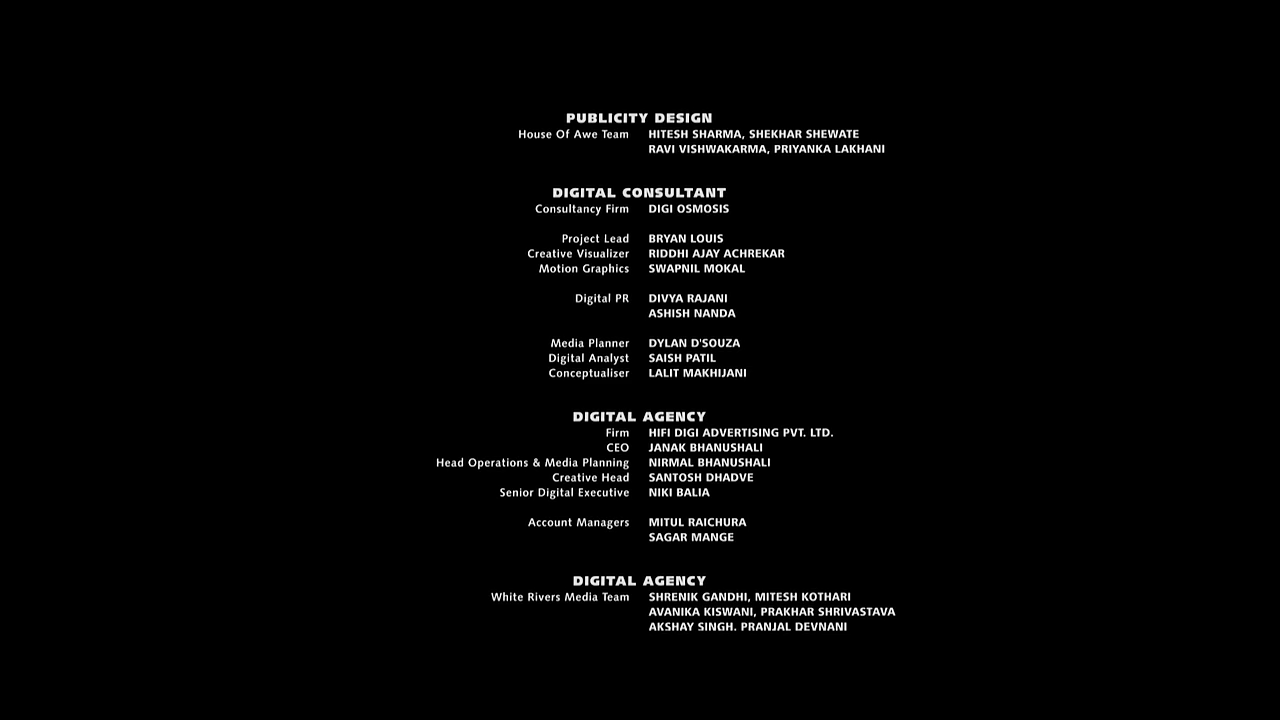 PUBLICITY DESIGN
House Of Awe Team HITESH SHARMA, SHEKHAR SHEWATE
RAVI VISHWAKARMA, PRIYANKA LAKHANI
DIGITAL CONSULTANT
Consultancy Firm DIGI OSMOSIS
Project Lead BRYAN LOUIS
Creative Visualizer RIDDHI AJAY ACHREKAR
Motion Graphics SWAPNIL MOKAL
Digital PR DIVYA RAJANI
ASHISH NANDA
Media Planner DYLAN D'SOUZA
Digital Analyst SAISH PATIL
Conceptualiser LALIT MAKHIJANI
DIGITAL AGENCY
Firm HIFI DIGI ADVERTISING PVT. LTD.
CEO JANAK BHANUSHALI
Head Operations & Media Planning NIRMAL BHANUSHALI
Creative Head SANTOSH DHADVE
Senior Digital Executive NIKI BALIA
Account Managers MITUL RAICHURA
SAGAR MANGE
DIGITAL AGENCY
White Rivers Media Team SHRENIK GANDHI, MITESH KOTHARI
AVANIKA KISWANI, PRAKHAR SHRIVASTAVA
AKSHAY SINGH, PRANJAL DEVNANI